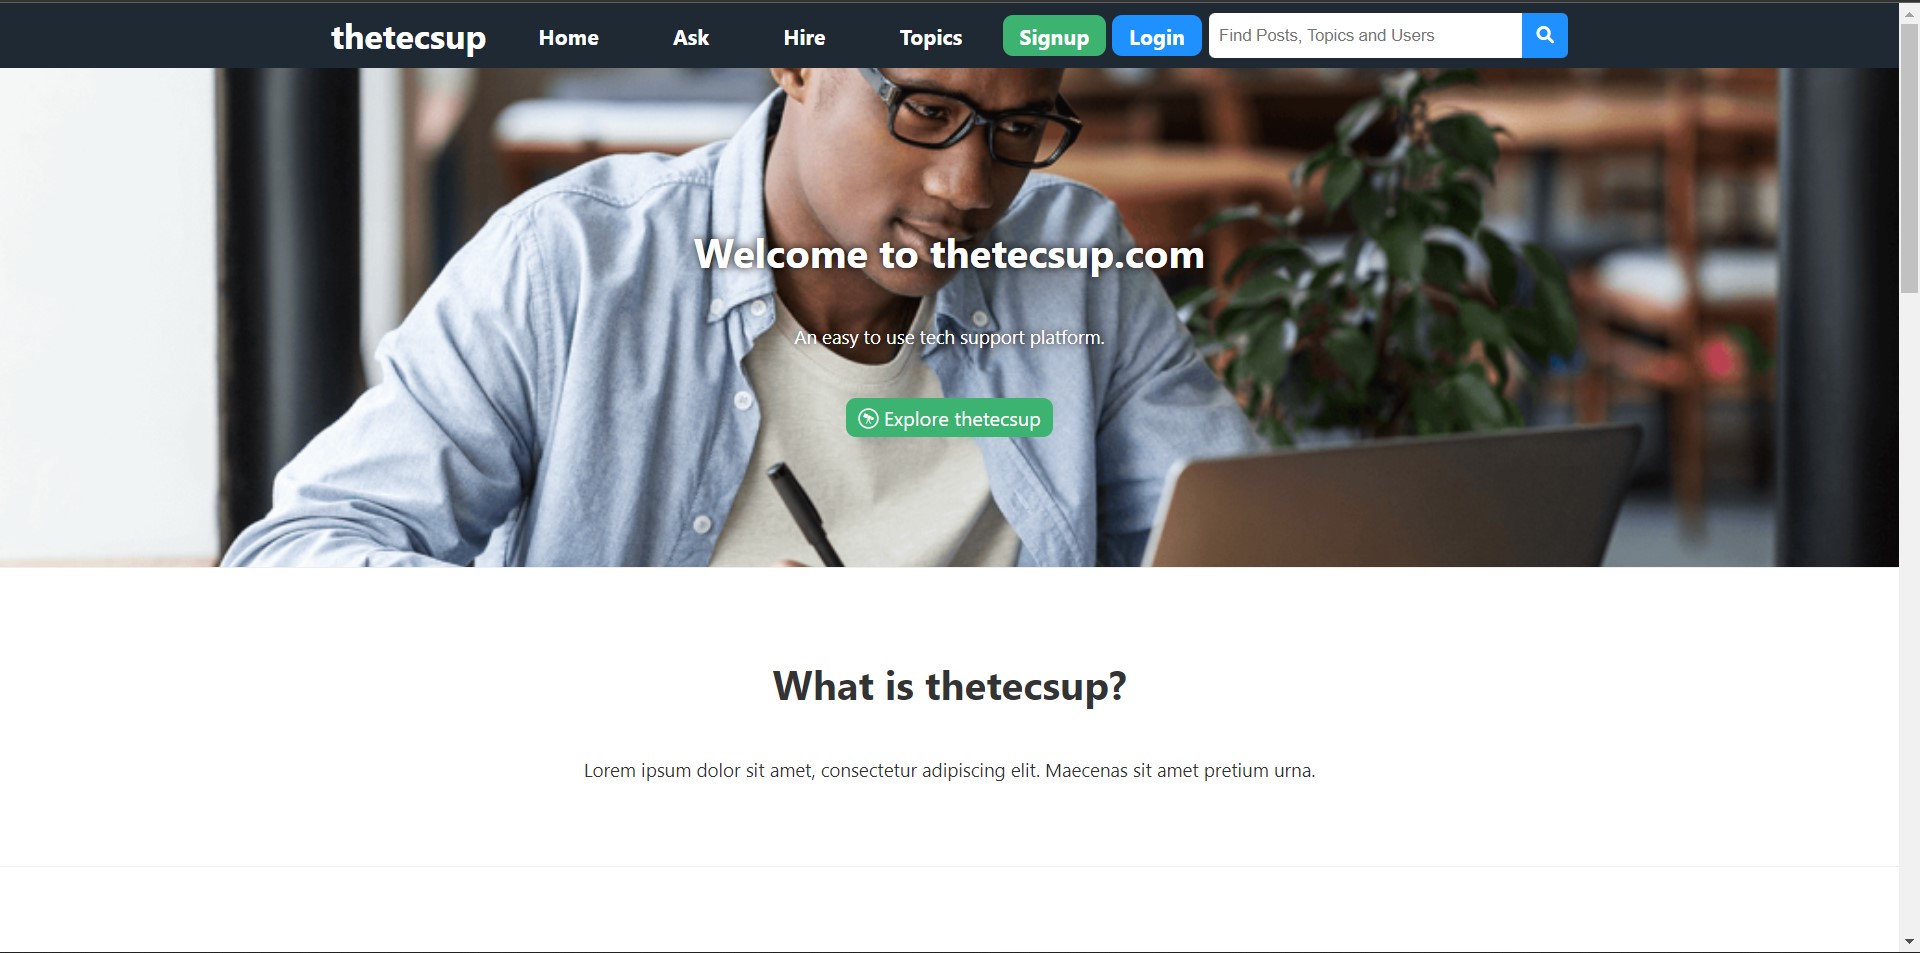 thetecsup Home Ask Hire Topics Signup Login Find Posts, Topics and Users
Welcome to thetecsup.com
An easy to use tech support platform.
Explore thetecsup
What is thetecsup?
Lorem ipsum dolor sit amet, consectetur adipiscing elit. Maecenas sit amet pretium urna.